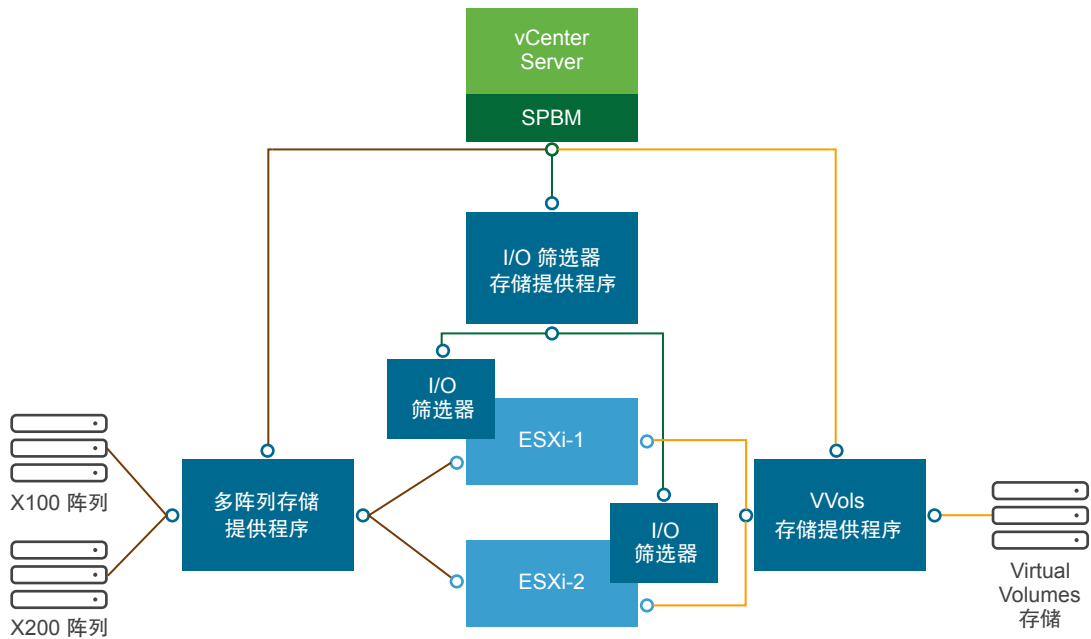 vCenter
Server
SPBM
I/O 筛选器
存储提供程序
I/O
筛选器
ESXi-1
X100 阵列
多阵列存储
提供程序
VVols
存储提供程序
I/O
筛选器
ESXi-2
X200 阵列
Virtual
Volumes
存储